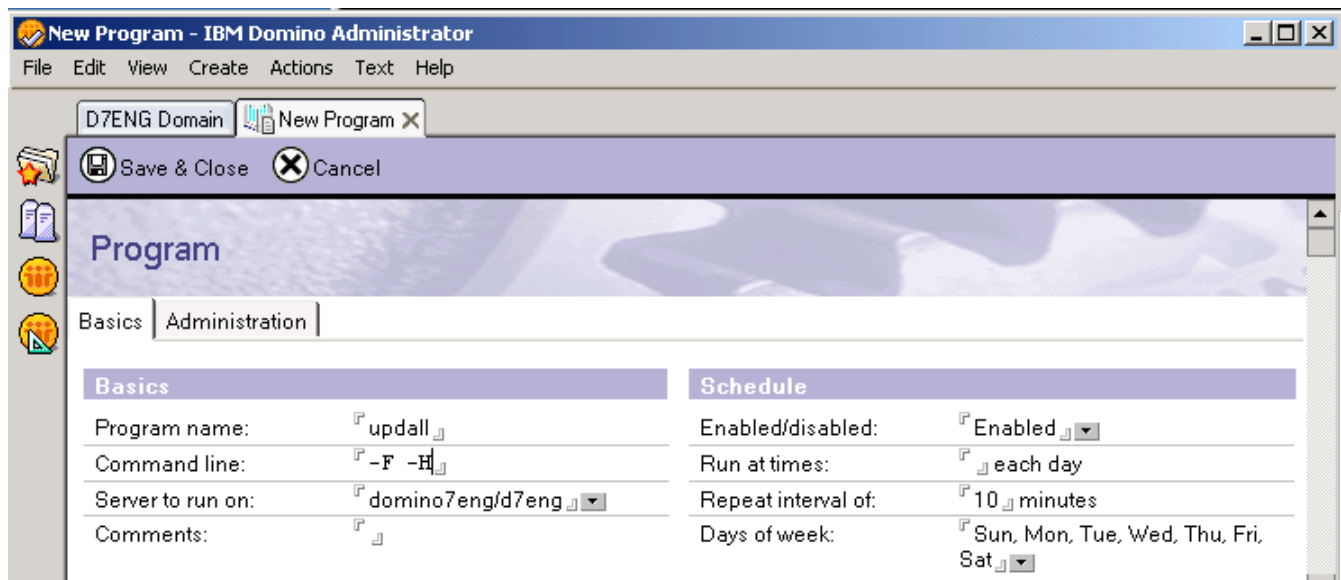 New Program - IBM Domino Administrator
File Edit View Create Actions Text Help
D7ENG Domain New Program
Save & Close Cancel
Program
Basics Administration
Basics Schedule
Program name: updall Enabled/disabled: Enabled
Command line: -F -H Run at times: each day
Server to run on: domino7eng/d7eng Repeat interval of: 10 minutes
Comments: Days of week: Sun, Mon, Tue, Wed, Thu, Fri,
Sat